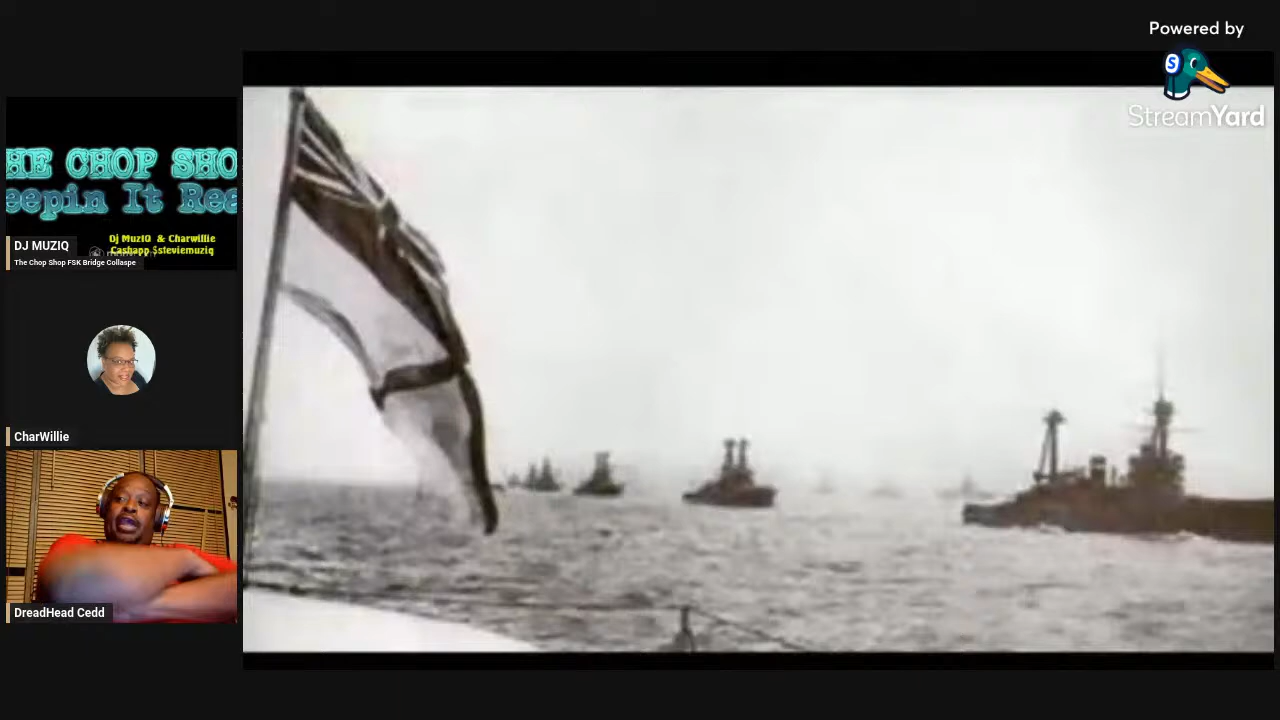 Powered by
StreamYard
HE CHOP SHO
eepin It Rea
Dj MuzIQ & Charwillie
Cashapp $steviemuziq
DJ MUZIQ
The Chop Shop FSK Bridge Collaspe
CharWillie
DreadHead Cedd